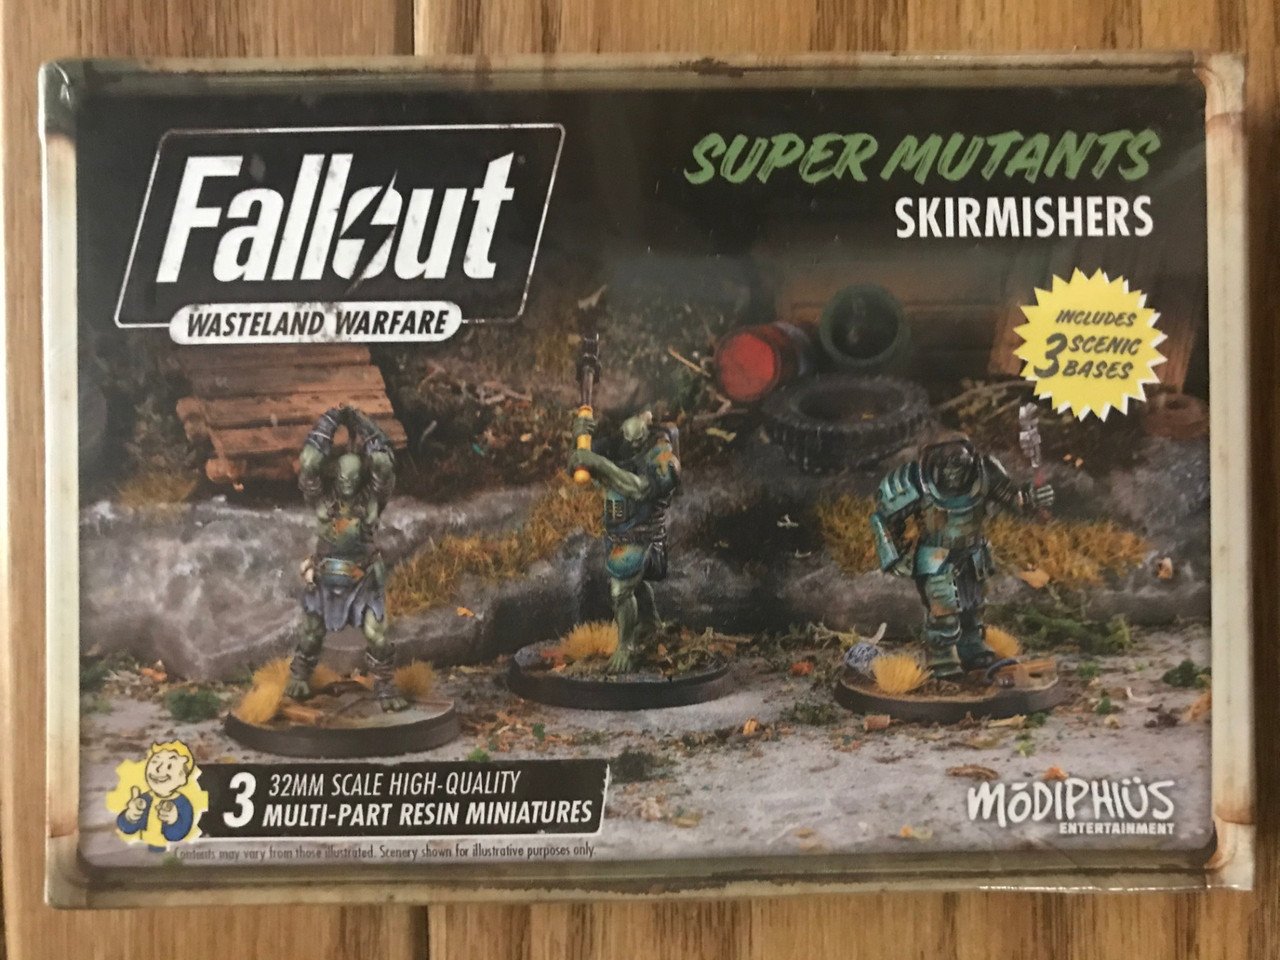 Fallout
WASTELAND WARFARE
SUPER MUTANTS
SKIRMISHERS
INCLUDES
3 SCENIC
BASES
3 32MM SCALE HIGH-QUALITY
MULTI-PART RESIN MINIATURES
Contents may vary from those illustrated. Scenery shown for illustrative purposes only.
MōDIPHIÜS
ENTERTAINMENT